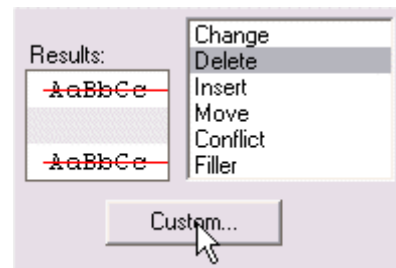 Results:
AaBbCc
AaBbCc
Change
Delete
Insert
Move
Conflict
Filler
Custom...